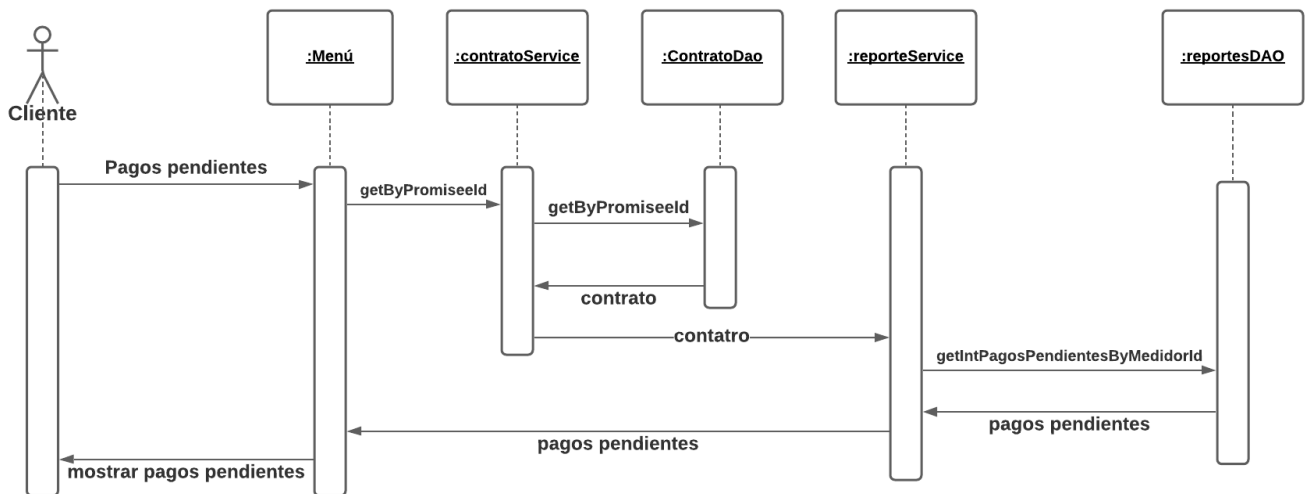 :Menú
:contratoService
:ContratoDao
:reporteService
:reportesDAO
Cliente
Pagos pendientes
getByPromiseeId
getByPromiseeId
contrato
contatro
getIntPagosPendientesByMedidorId
pagos pendientes
pagos pendientes
mostrar pagos pendientes